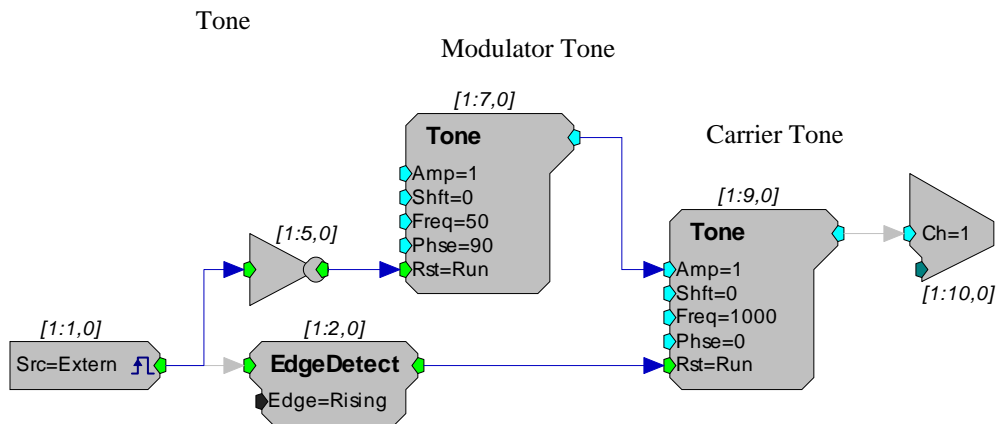 Tone
Modulator Tone
[1:7,0]
Tone
Amp=1
Shft=0
Freq=50
Phse=90
Rst=Run
Carrier Tone
[1:9,0]
Tone
Amp=1
Shft=0
Freq=1000
Phse=0
Rst=Run
Ch=1
[1:10,0]
[1:5,0]
[1:1,0]
Src=Extern
[1:2,0]
EdgeDetect
Edge=Rising